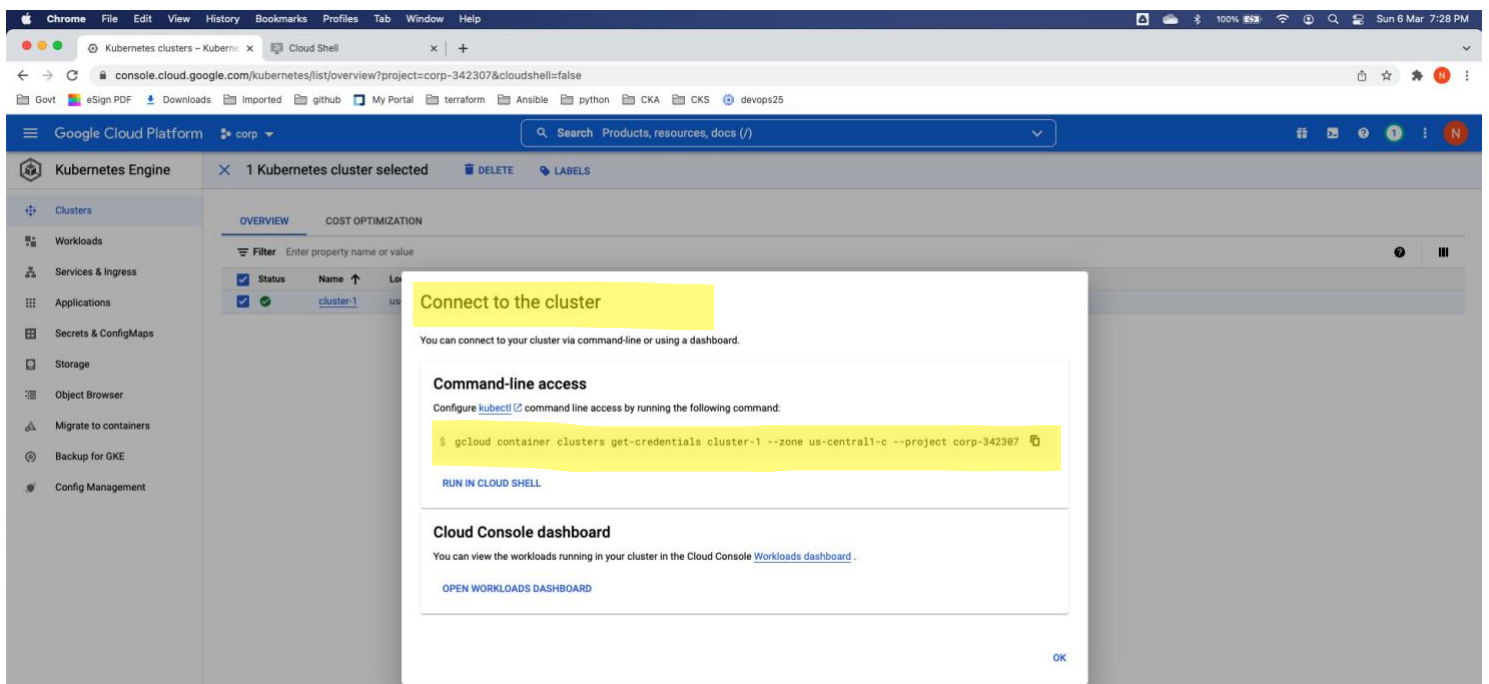 Chrome File Edit View History Bookmarks Profiles Tab Window Help 100% Sun 6 Mar 7:28 PM
Kubernetes clusters – Kuberne Cloud Shell
console.cloud.google.com/kubernetes/list/overview?project=corp-342307&cloudshell=false N
Govt eSign PDF Downloads Imported github My Portal terraform Ansible python CKA CKS devops25
Google Cloud Platform corp Search Products, resources, docs (/) 1 N
Kubernetes Engine 1 Kubernetes cluster selected DELETE LABELS
Clusters
Workloads
Services & Ingress
Applications
Secrets & ConfigMaps
Storage
Object Browser
Migrate to containers
Backup for GKE
Config Management
OVERVIEW COST OPTIMIZATION
Filter Enter property name or value
Status Name
cluster-1
Connect to the cluster
You can connect to your cluster via command-line or using a dashboard.
Command-line access
Configure kubectl command line access by running the following command:
$ gcloud container clusters get-credentials cluster-1 --zone us-central1-c --project corp-342307
RUN IN CLOUD SHELL
Cloud Console dashboard
You can view the workloads running in your cluster in the Cloud Console Workloads dashboard .
OPEN WORKLOADS DASHBOARD
OK